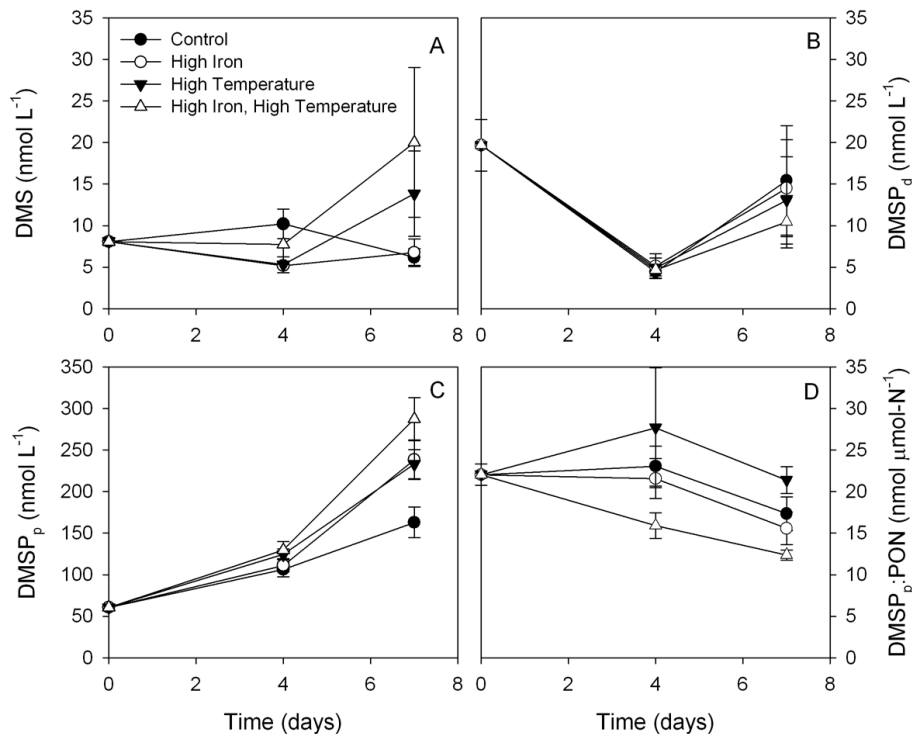 35
30
25
20
15
10
5
0
DMS (nmol L⁻¹)
Control
High Iron
High Temperature
High Iron, High Temperature
A
0 2 4 6 8
B
35
30
25
20
15
10
5
0
DMSPd (nmol L⁻¹)
0 2 4 6 8
350
300
250
200
150
100
50
0
DMSPp (nmol L⁻¹)
C
0 2 4 6 8
Time (days)
D
35
30
25
20
15
10
5
0
DMSPp:PON (nmol μmol-N⁻¹)
0 2 4 6 8
Time (days)